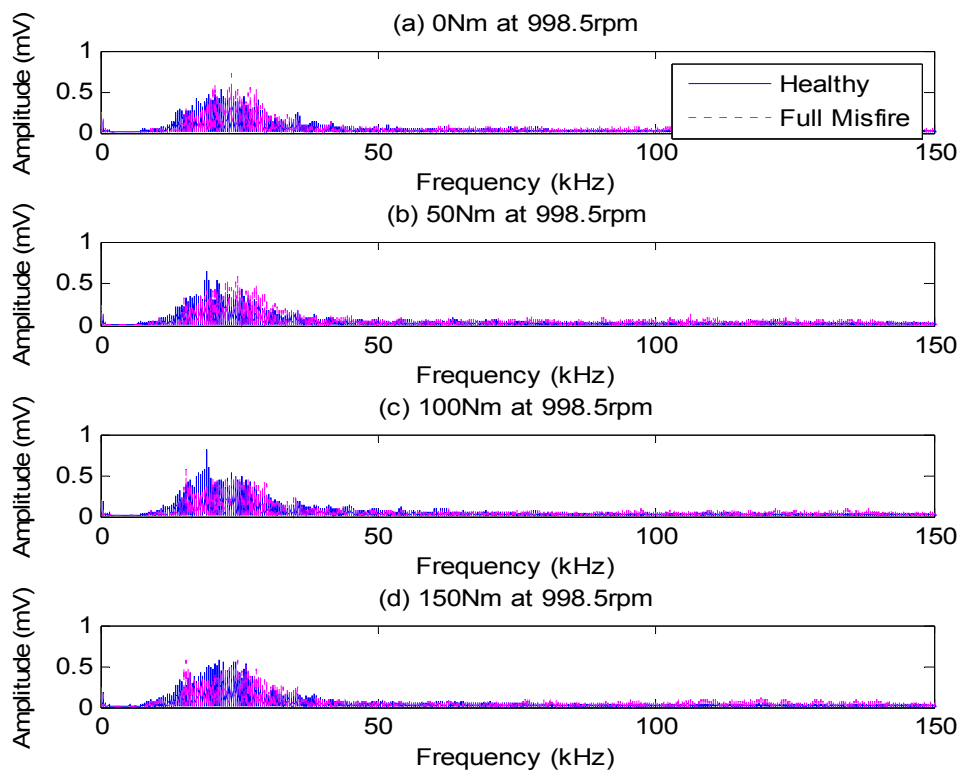 (a) 0Nm at 998.5rpm
Amplitude (mV)
1
0.5
0
Healthy
Full Misfire
0 50 100 150
Frequency (kHz)
(b) 50Nm at 998.5rpm
Amplitude (mV)
1
0.5
0
0 50 100 150
Frequency (kHz)
(c) 100Nm at 998.5rpm
Amplitude (mV)
1
0.5
0
0 50 100 150
Frequency (kHz)
(d) 150Nm at 998.5rpm
Amplitude (mV)
1
0.5
0
0 50 100 150
Frequency (kHz)